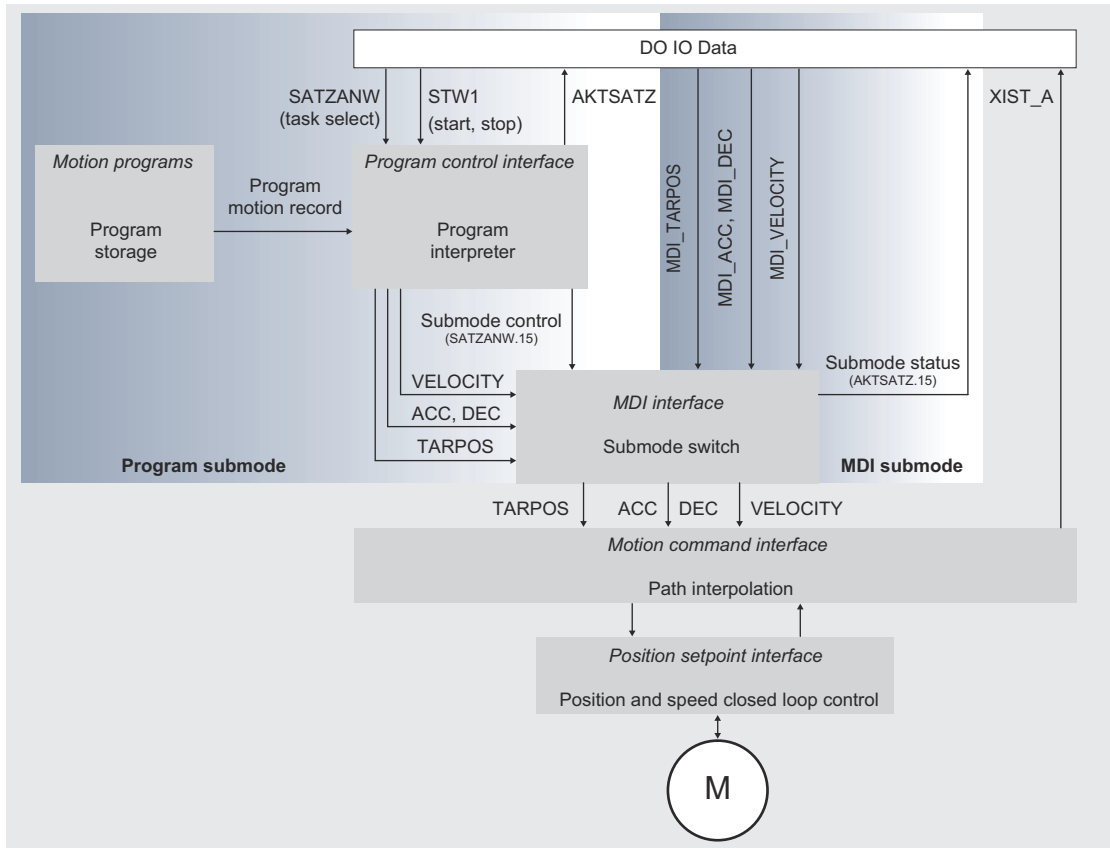 DO IO Data
SATZANW
(task select)
STW1
(start, stop)
AKTSATZ
XIST_A
Motion programs
Program
storage
Program
motion record
Program control interface
Program
interpreter
MDI_TARPOS
MDI_ACC, MDI_DEC
MDI_VELOCITY
Submode control
(SATZANW.15)
Submode status
(AKTSATZ.15)
VELOCITY
ACC, DEC
TARPOS
MDI interface
Submode switch
Program submode
MDI submode
TARPOS
ACC
DEC
VELOCITY
Motion command interface
Path interpolation
Position setpoint interface
Position and speed closed loop control
M